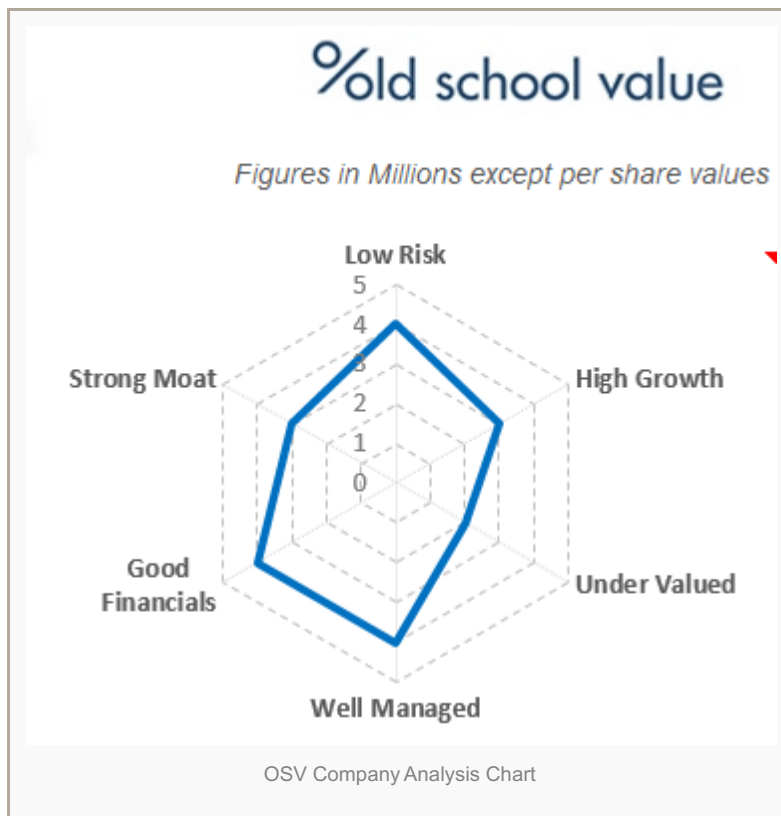 %old school value
Figures in Millions except per share values
Low Risk
5
4
3
2
1
0
Strong Moat
High Growth
Good
Financials
Under Valued
Well Managed
OSV Company Analysis Chart